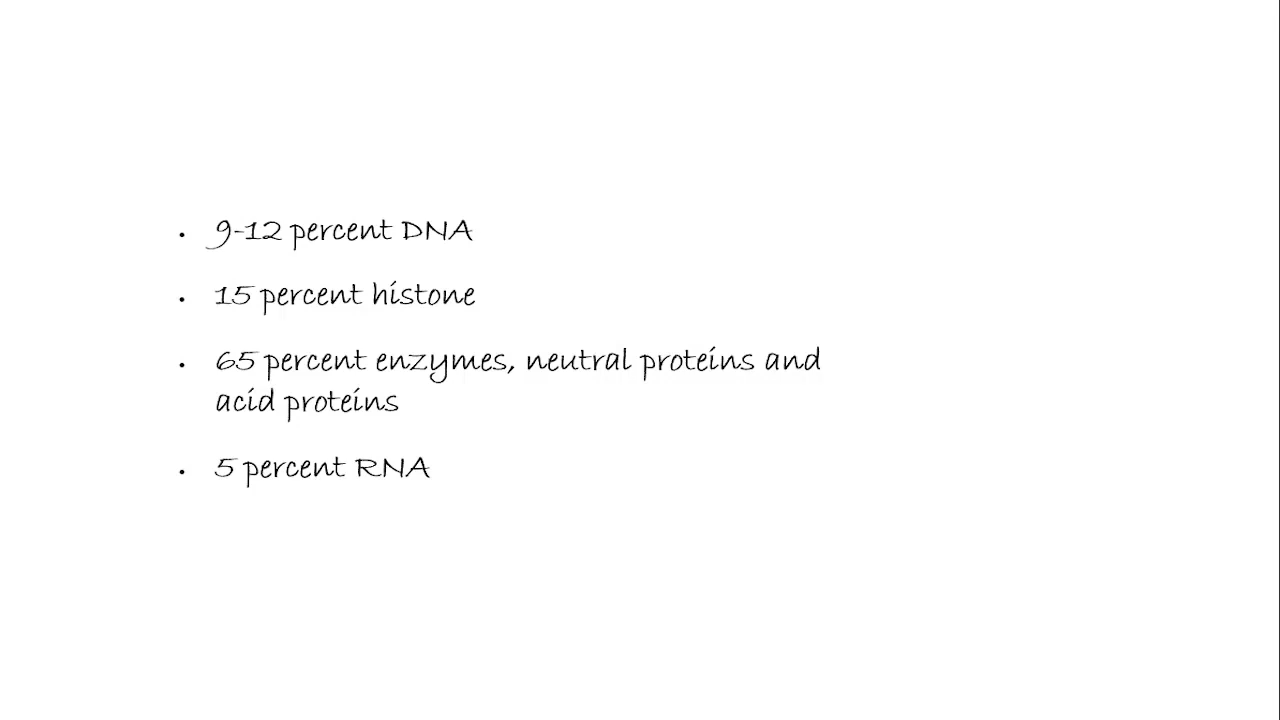 • 9-12 percent DNA
• 15 percent histone
• 65 percent enzymes, neutral proteins and
acid proteins
• 5 percent RNA